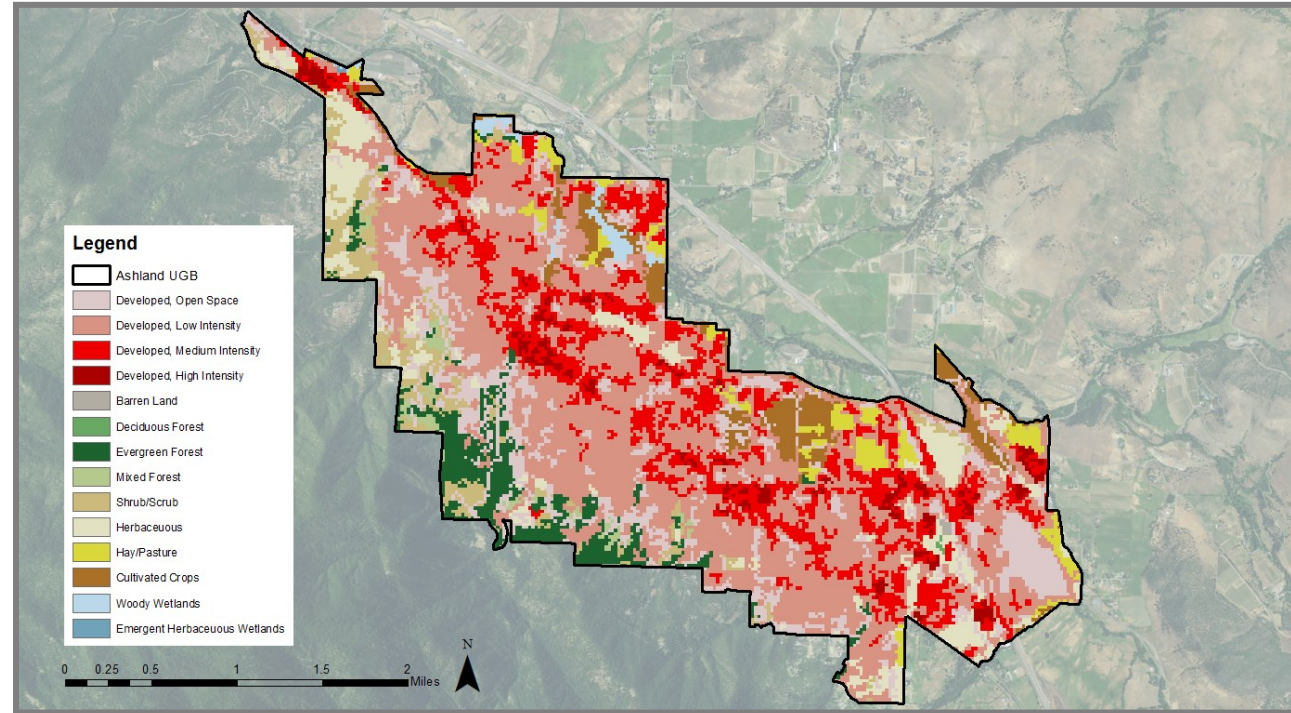 Legend
Ashland UGB
Developed, Open Space
Developed, Low Intensity
Developed, Medium Intensity
Developed, High Intensity
Barren Land
Deciduous Forest
Evergreen Forest
Mixed Forest
Shrub/Scrub
Herbaceuous
Hay/Pasture
Cultivated Crops
Woody Wetlands
Emergent Herbaceuous Wetlands
N
0 0.25 0.5 1 1.5 2
Miles